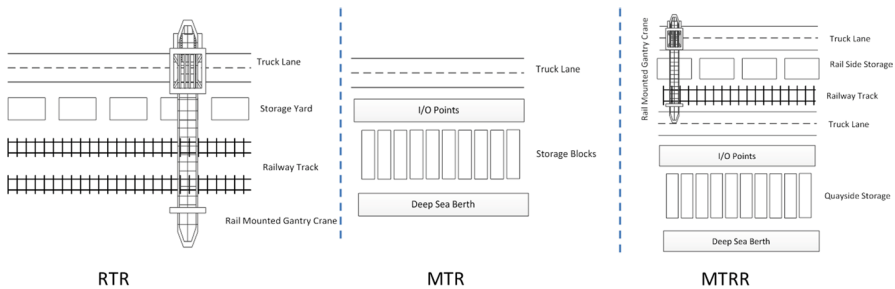 Truck Lane
Storage Yard
Railway Track
Rail Mounted Gantry Crane
RTR
Truck Lane
I/O Points
Storage Blocks
Deep Sea Berth
MTR
Rail Mounted Gantry Crane
Truck Lane
Rail Side Storage
Railway Track
Truck Lane
I/O Points
Quayside Storage
Deep Sea Berth
MTRR